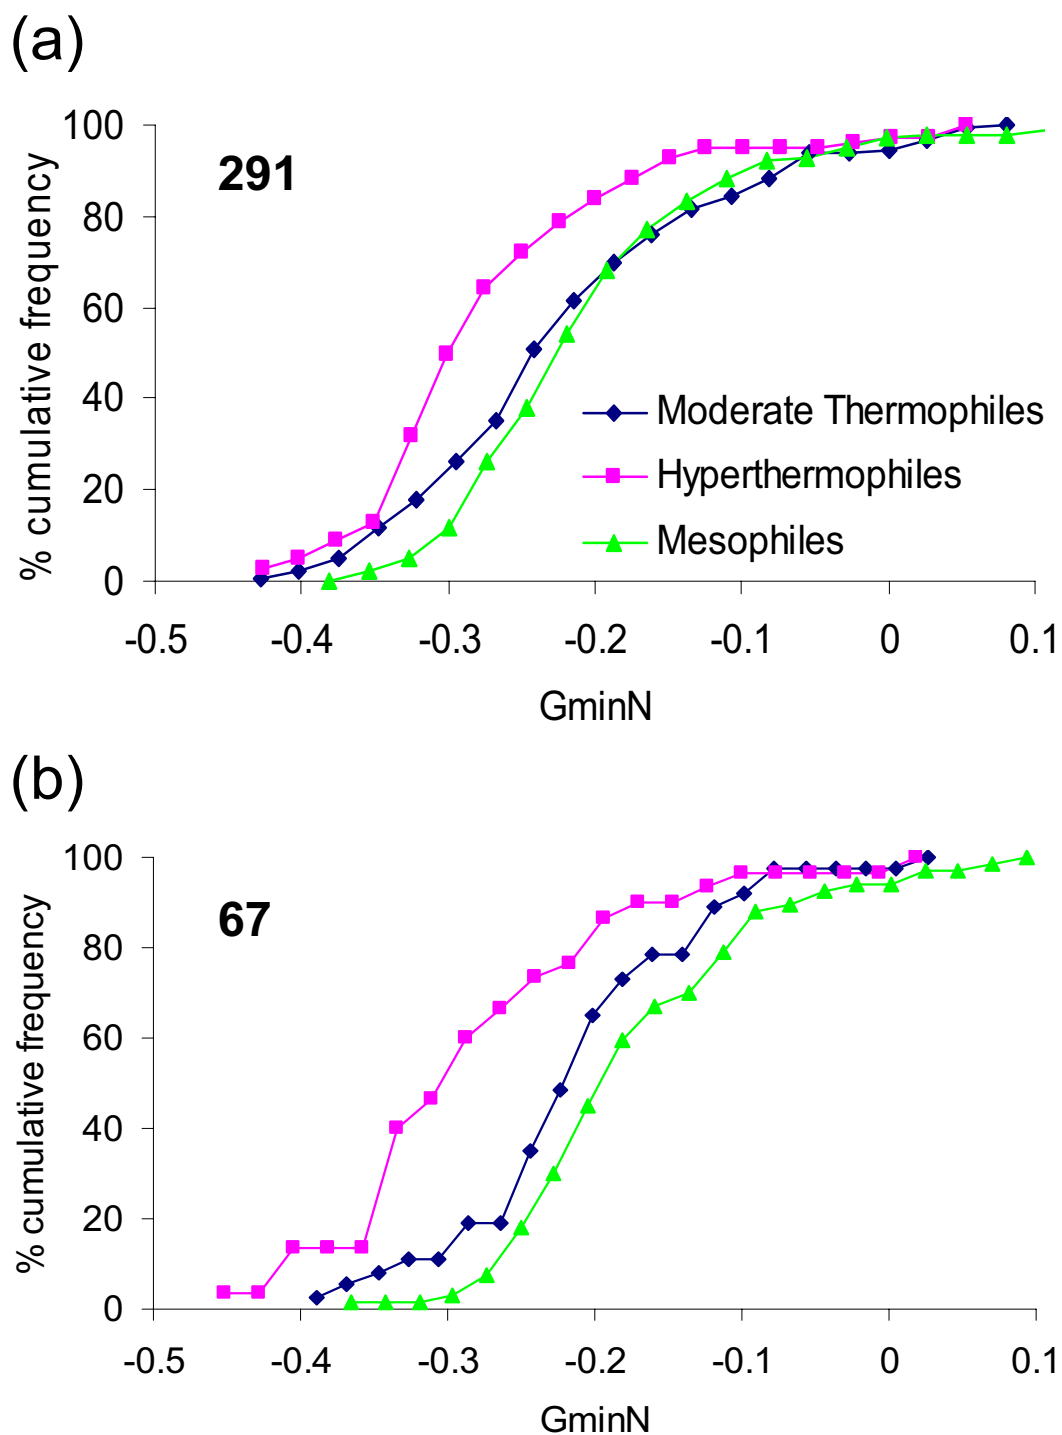 (a)
% cumulative frequency
100
80
60
40
20
0
291
Moderate Thermophiles
Hyperthermophiles
Mesophiles
-0.5 -0.4 -0.3 -0.2 -0.1 0 0.1
GminN
(b)
% cumulative frequency
100
80
60
40
20
0
67
-0.5 -0.4 -0.3 -0.2 -0.1 0 0.1
GminN